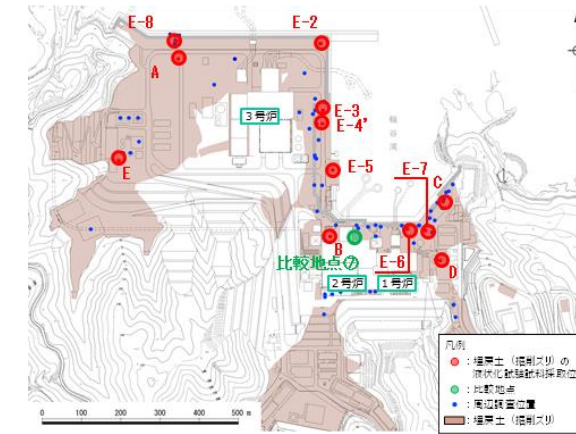 E-8
E-2
A
E-3
3号炉
E-4'
輪谷湾
E-5
E
E-7
C
B
比較地点⑦
E-6
D
2号炉
1号炉
凡例
：埋戻土（掘削ズリ）の
液状化試験試料採取位
：比較地点
：周辺調査位置
：埋戻土（掘削ズリ）
0 100 200 300 400 500 m